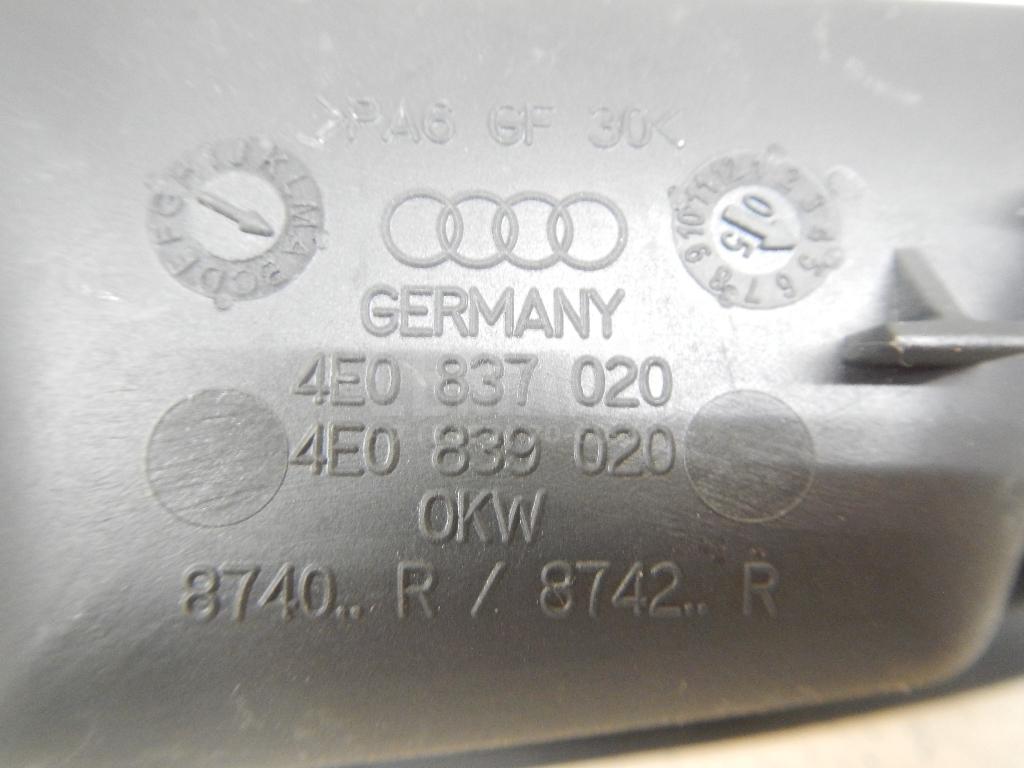 >PA6 GF 30<
GERMANY
4E0 837 020
4E0 839 020
OKW
8740.. R / 8742.. R